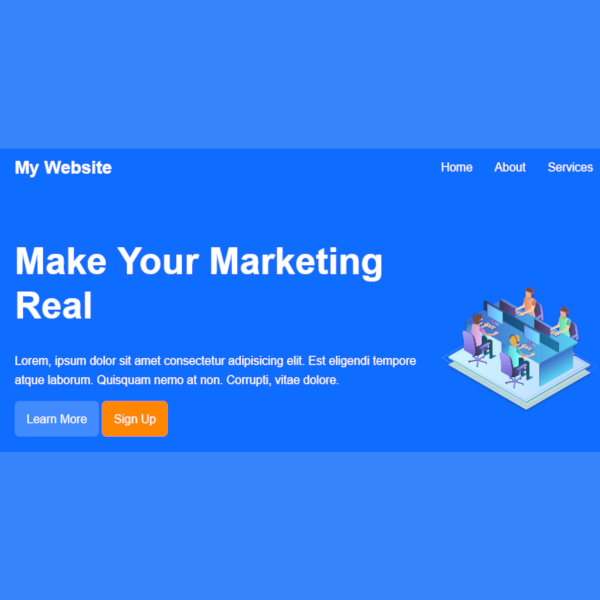 My Website
Home About Services
Make Your Marketing
Real
Lorem, ipsum dolor sit amet consectetur adipisicing elit. Est eligendi tempore
atque laborum. Quisquam nemo at non. Corrupti, vitae dolore.
Learn More Sign Up